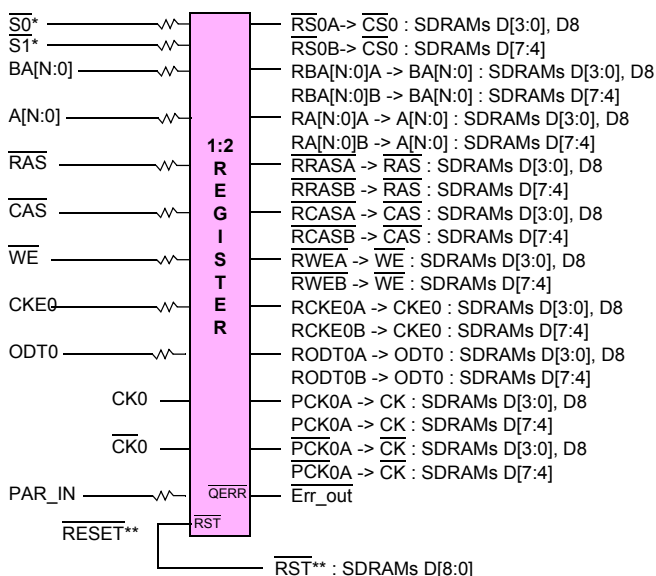 S0*
S1*
BA[N:0]
A[N:0]
RAS
CAS
WE
CKE0
ODT0
CK0
CK0
PAR_IN
RESET**
1:2
R
E
G
I
S
T
E
R
QERR
RST
RS0A-> CS0 : SDRAMs D[3:0], D8
RS0B-> CS0 : SDRAMs D[7:4]
RBA[N:0]A -> BA[N:0] : SDRAMs D[3:0], D8
RBA[N:0]B -> BA[N:0] : SDRAMs D[7:4]
RA[N:0]A -> A[N:0] : SDRAMs D[3:0], D8
RA[N:0]B -> A[N:0] : SDRAMs D[7:4]
RRASA -> RAS : SDRAMs D[3:0], D8
RRASB -> RAS : SDRAMs D[7:4]
RCASA -> CAS : SDRAMs D[3:0], D8
RCASB -> CAS : SDRAMs D[7:4]
RWEA -> WE : SDRAMs D[3:0], D8
RWEB -> WE : SDRAMs D[7:4]
RCKE0A -> CKE0 : SDRAMs D[3:0], D8
RCKE0B -> CKE0 : SDRAMs D[7:4]
RODT0A -> ODT0 : SDRAMs D[3:0], D8
RODT0B -> ODT0 : SDRAMs D[7:4]
PCK0A -> CK : SDRAMs D[3:0], D8
PCK0A -> CK : SDRAMs D[7:4]
PCK0A -> CK : SDRAMs D[3:0], D8
PCK0A -> CK : SDRAMs D[7:4]
Err_out
RST** : SDRAMs D[8:0]